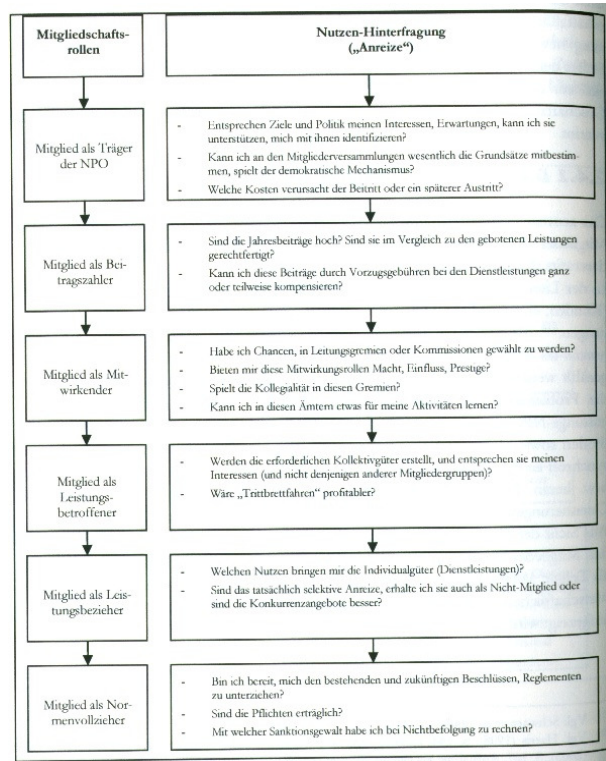 Mitgliedschafts-
rollen
Nutzen-Hinterfragung
(„Anreize“)
Mitglied als Träger
der NPO
- Entsprechen Ziele und Politik meinen Interessen, Erwartungen, kann ich sie
unterstützen, mich mit ihnen identifizieren?
- Kann ich an den Mitgliederversammlungen wesentlich die Grundsätze mitbestim-
men, spielt der demokratische Mechanismus?
- Welche Kosten verursacht der Beitritt oder ein späterer Austritt?
Mitglied als Bei-
tragszahler
- Sind die Jahresbeiträge hoch? Sind sie im Vergleich zu den gebotenen Leistungen
gerechtfertigt?
- Kann ich diese Beiträge durch Vorzugsgebühren bei den Dienstleistungen ganz
oder teilweise kompensieren?
Mitglied als Mit-
wirkender
- Habe ich Chancen, in Leitungsgremien oder Kommissionen gewählt zu werden?
- Bieten mir diese Mitwirkungsrollen Macht, Einfluss, Prestige?
- Spielt die Kollegialität in diesen Gremien?
- Kann ich in diesen Ämtern etwas für meine Aktivitäten lernen?
Mitglied als
Leistungs-
betroffener
- Werden die erforderlichen Kollektivgüter erstellt, und entsprechen sie meinen
Interessen (und nicht denjenigen anderer Mitgliedergruppen)?
- Wäre „Trittbrettfahren“ profitabler?
Mitglied als Leis-
tungsbezieher
- Welchen Nutzen bringen mir die Individualgüter (Dienstleistungen)?
- Sind das tatsächlich selektive Anreize, erhalte ich sie auch als Nicht-Mitglied oder
sind die Konkurrenzangebote besser?
Mitglied als Nor-
menvollzieher
- Bin ich bereit, mich den bestehenden und zukünftigen Beschlüssen, Reglementen
zu unterziehen?
- Sind die Pflichten erträglich?
- Mit welcher Sanktionsgewalt habe ich bei Nichtbefolgung zu rechnen?